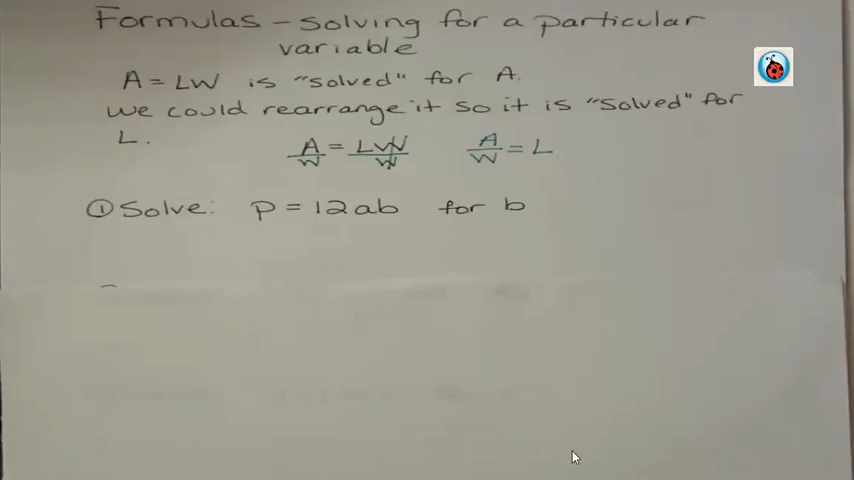 Formulas - solving for a particular
variable
A = LW is "solved" for A.
We could rearrange it so it is "solved" for
L.
A/W = LW/W A/W = L
① Solve: p = 12ab for b